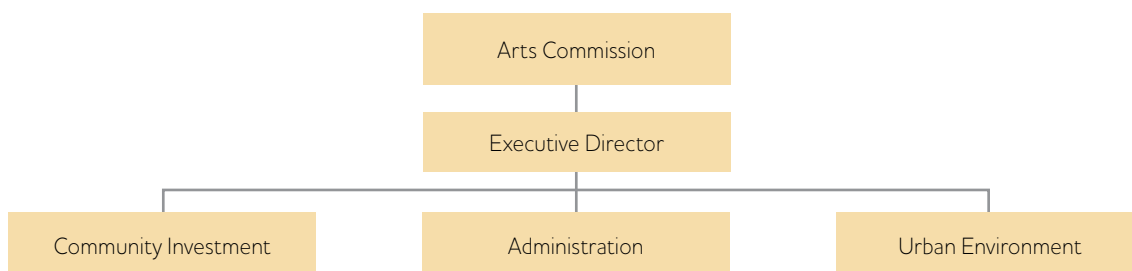 Arts Commission
Executive Director
Community Investment
Administration
Urban Environment